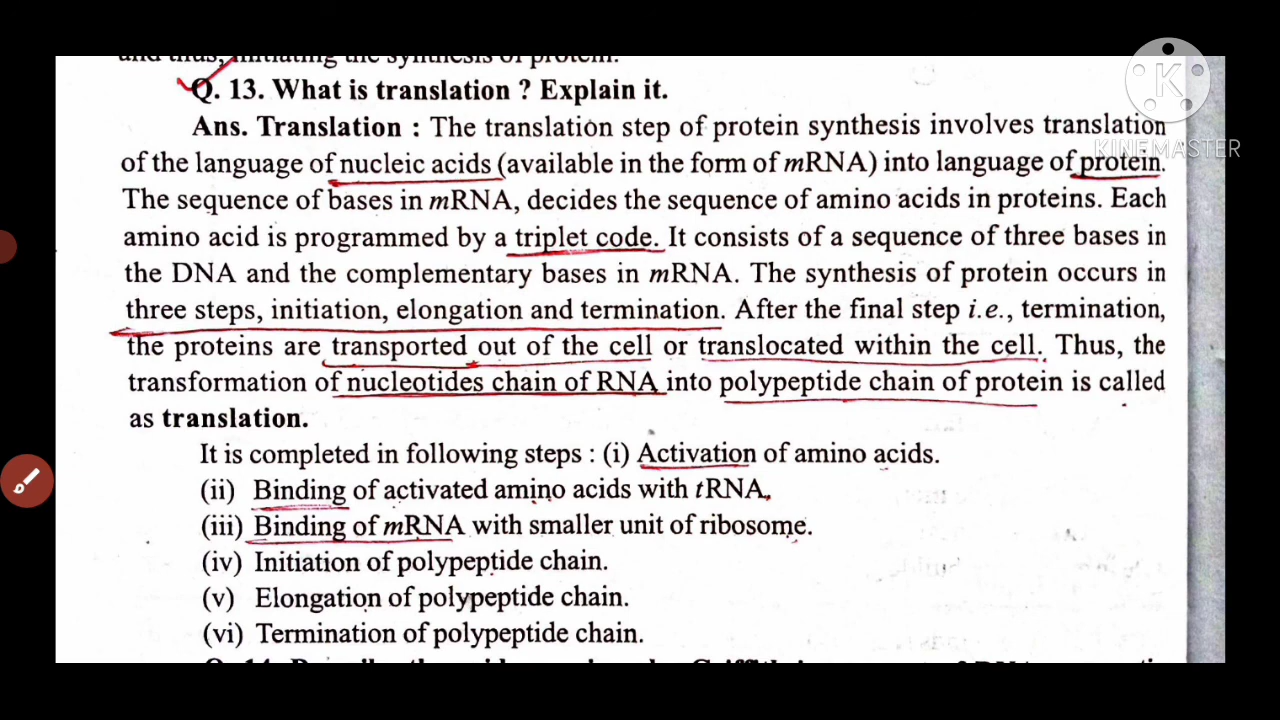 and thus, initiating the synthesis of protein.
Q. 13. What is translation ? Explain it.
Ans. Translation : The translation step of protein synthesis involves translation
of the language of nucleic acids (available in the form of mRNA) into language of protein.
The sequence of bases in mRNA, decides the sequence of amino acids in proteins. Each
amino acid is programmed by a triplet code. It consists of a sequence of three bases in
the DNA and the complementary bases in mRNA. The synthesis of protein occurs in
three steps, initiation, elongation and termination. After the final step i.e., termination,
the proteins are transported out of the cell or translocated within the cell. Thus, the
transformation of nucleotides chain of RNA into polypeptide chain of protein is called
as translation.
It is completed in following steps : (i) Activation of amino acids.
(ii) Binding of activated amino acids with tRNA.
(iii) Binding of mRNA with smaller unit of ribosome.
(iv) Initiation of polypeptide chain.
(v) Elongation of polypeptide chain.
(vi) Termination of polypeptide chain.
K
KINEMASTER